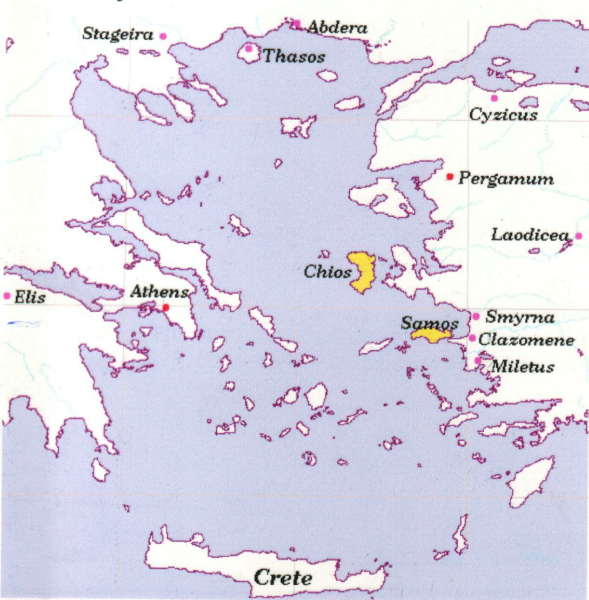 Abdera
Stageira
Thasos
Cyzicus
Pergamum
Laodicea
Chios
Elis
Athens
Smyrna
Samos
Clazomene
Miletus
Crete